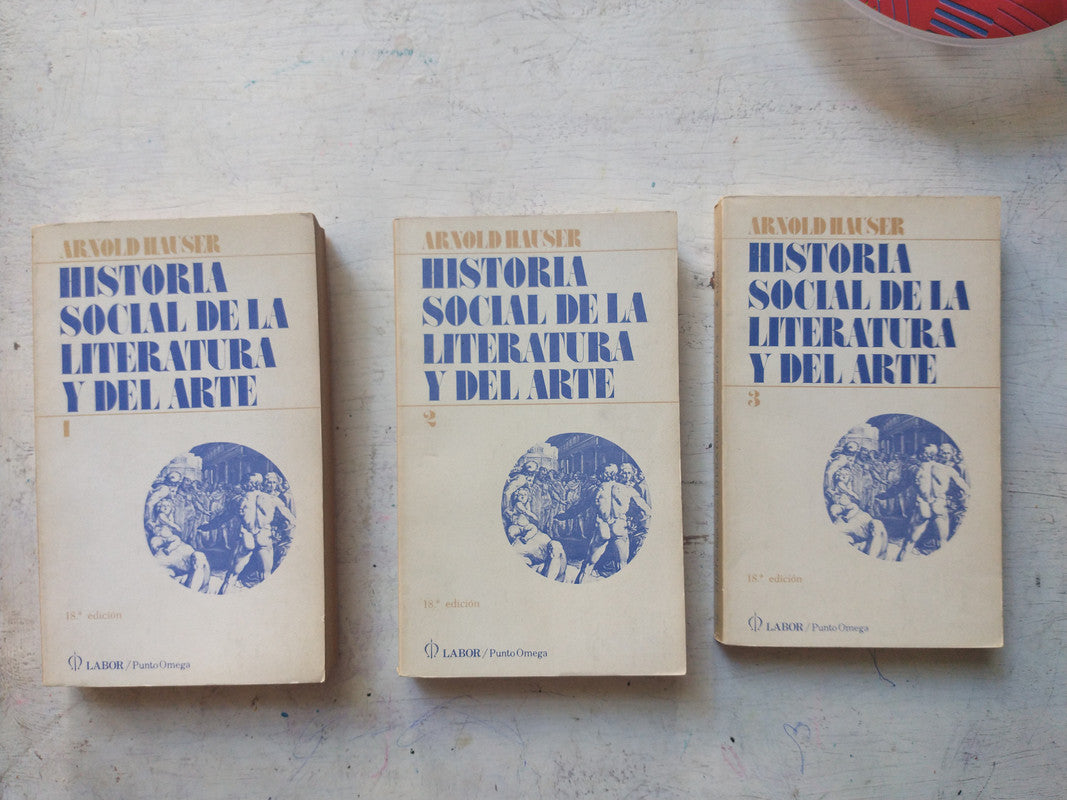 ARNOLD HAUSER
HISTORIA
SOCIAL DE LA
LITERATURA
Y DEL ARTE
1
18.ª edición
LABOR / Punto Omega
ARNOLD HAUSER
HISTORIA
SOCIAL DE LA
LITERATURA
Y DEL ARTE
2
18.ª edición
LABOR / Punto Omega
ARNOLD HAUSER
HISTORIA
SOCIAL DE LA
LITERATURA
Y DEL ARTE
3
18.ª edición
LABOR / Punto Omega